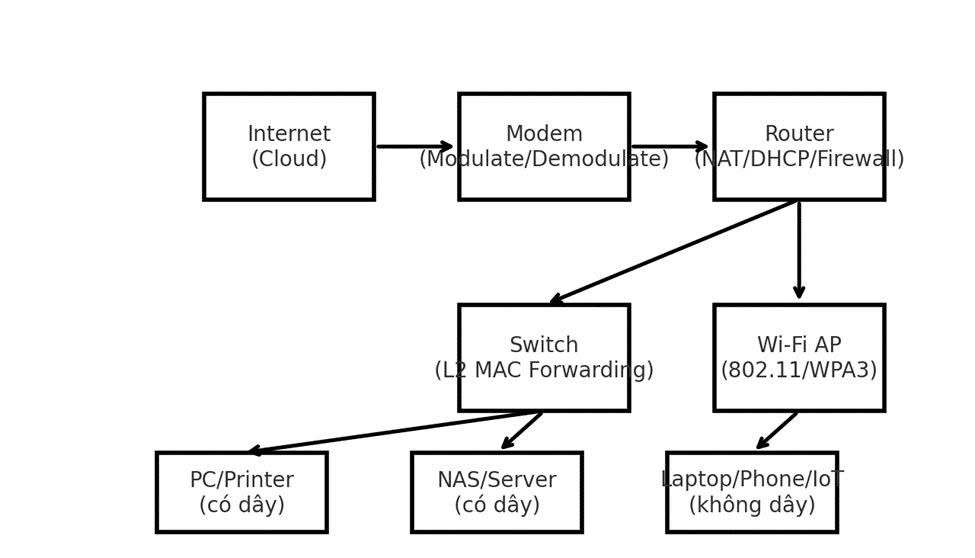 Internet
(Cloud)
Modem
(Modulate/Demodulate)
Router
(NAT/DHCP/Firewall)
Switch
(L2 MAC Forwarding)
Wi-Fi AP
(802.11/WPA3)
PC/Printer
(có dây)
NAS/Server
(có dây)
Laptop/Phone/IoT
(không dây)